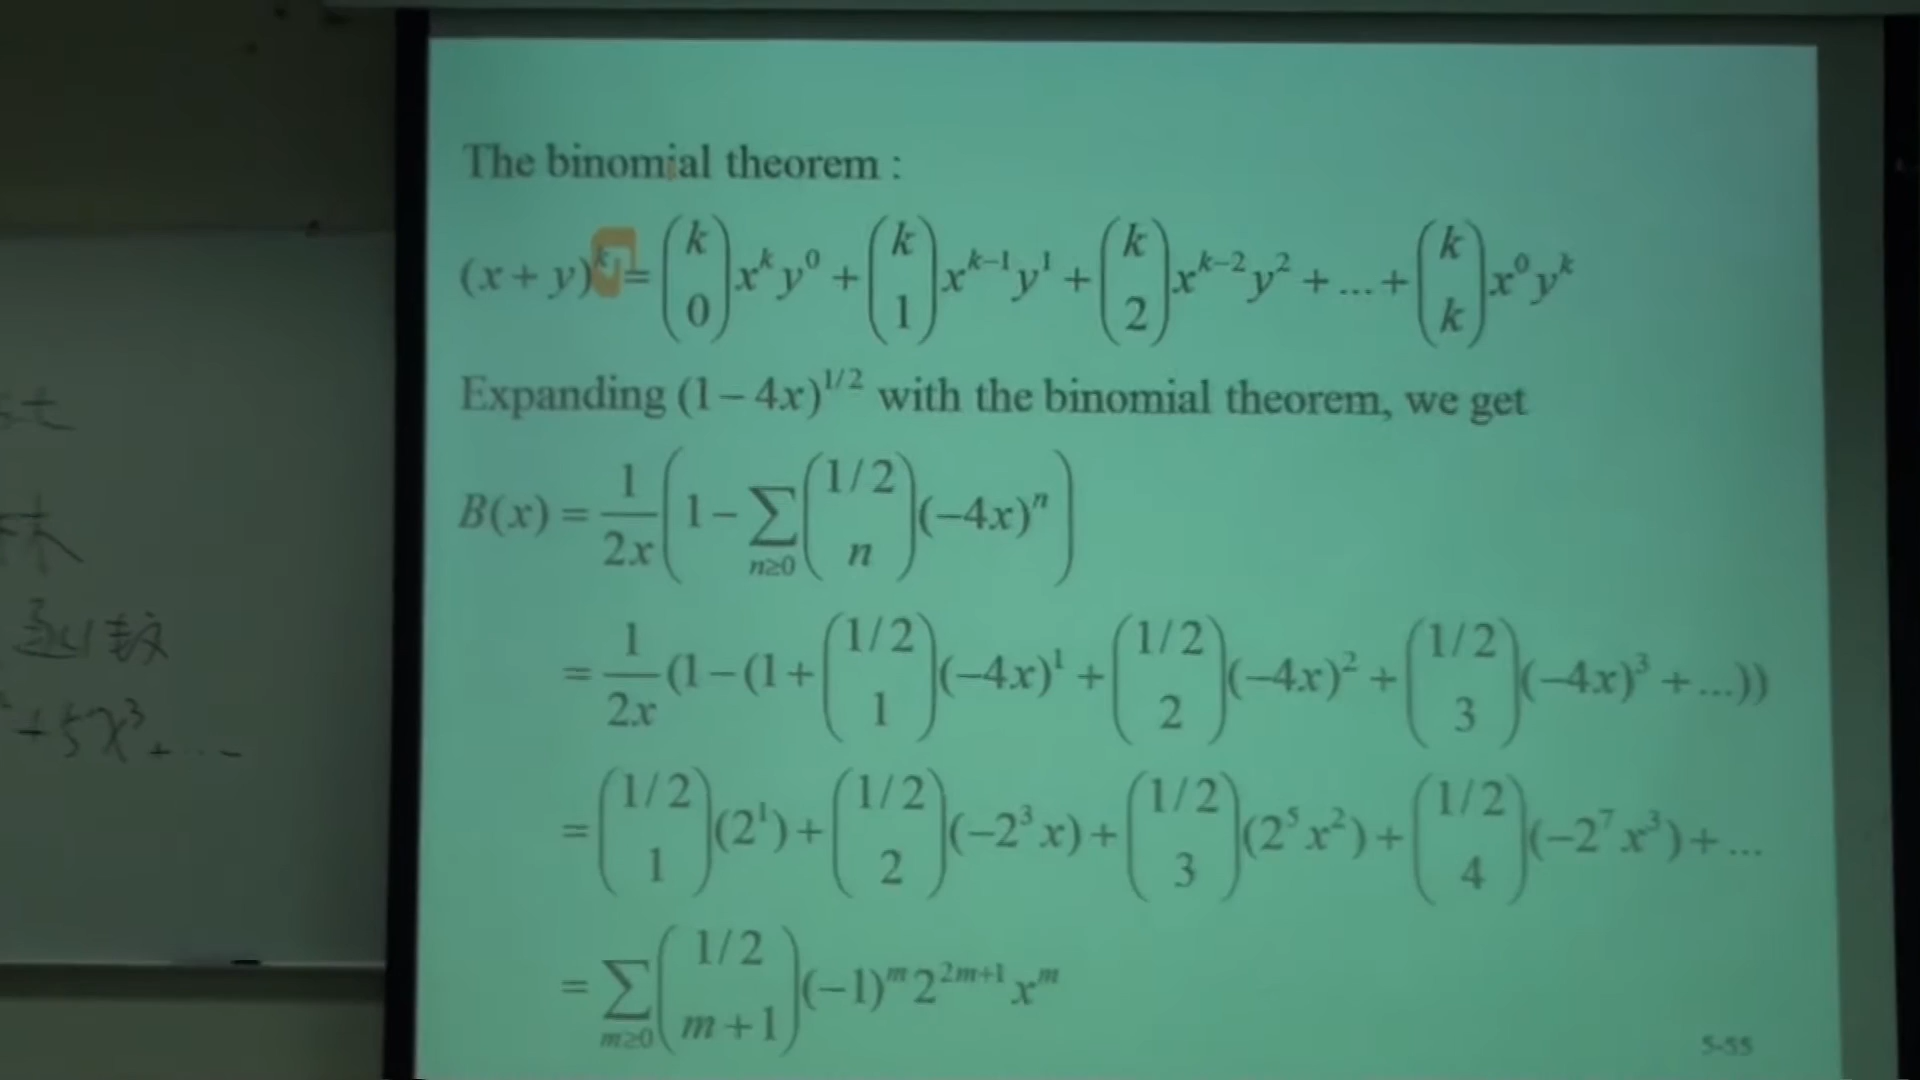 The binomial theorem :
(x + y)^k = (k 0) x^k y^0 + (k 1) x^{k-1} y^1 + (k 2) x^{k-2} y^2 + ... + (k k) x^0 y^k
Expanding (1 – 4x)^{1/2} with the binomial theorem, we get
B(x) = 1/2x (1 – ∑_{n≥0} (1/2 n) (–4x)^n)
= 1/2x (1 – (1 + (1/2 1) (–4x)^1 + (1/2 2) (–4x)^2 + (1/2 3) (–4x)^3 + ...))
= (1/2 1) (2^1) + (1/2 2) (–2^3 x) + (1/2 3) (2^5 x^2) + (1/2 4) (–2^7 x^3) + ...
= ∑_{m≥0} (1/2 m+1) (–1)^m 2^{2m+1} x^m
5-55
+5x^3+...